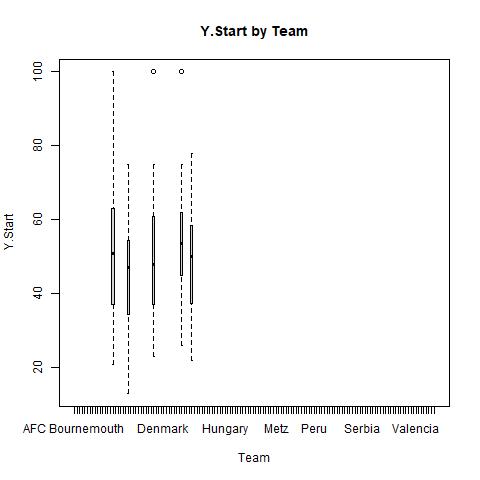 Y.Start by Team
Y.Start
100
80
60
40
20
AFC Bournemouth Denmark Hungary Metz Peru Serbia Valencia
Team